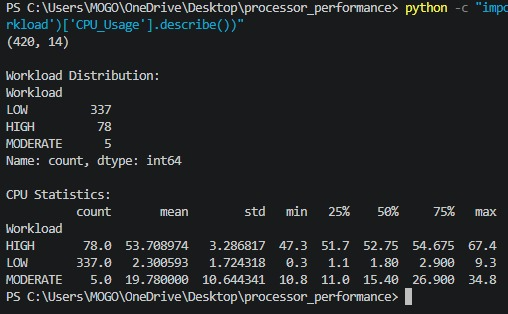 PS C:\Users\MOGO\OneDrive\Desktop\processor_performance> python -c "impo
rkload')['CPU_Usage'].describe())"
(420, 14)
Workload Distribution:
Workload
LOW         337
HIGH         78
MODERATE      5
Name: count, dtype: int64
CPU Statistics:
          count       mean        std   min   25%    50%     75%   max
Workload
HIGH       78.0  53.708974   3.286817  47.3  51.7  52.75  54.675  67.4
LOW       337.0   2.300593   1.724318   0.3   1.1   1.80   2.900   9.3
MODERATE    5.0  19.780000  10.644341  10.8  11.0  15.40  26.900  34.8
PS C:\Users\MOGO\OneDrive\Desktop\processor_performance>